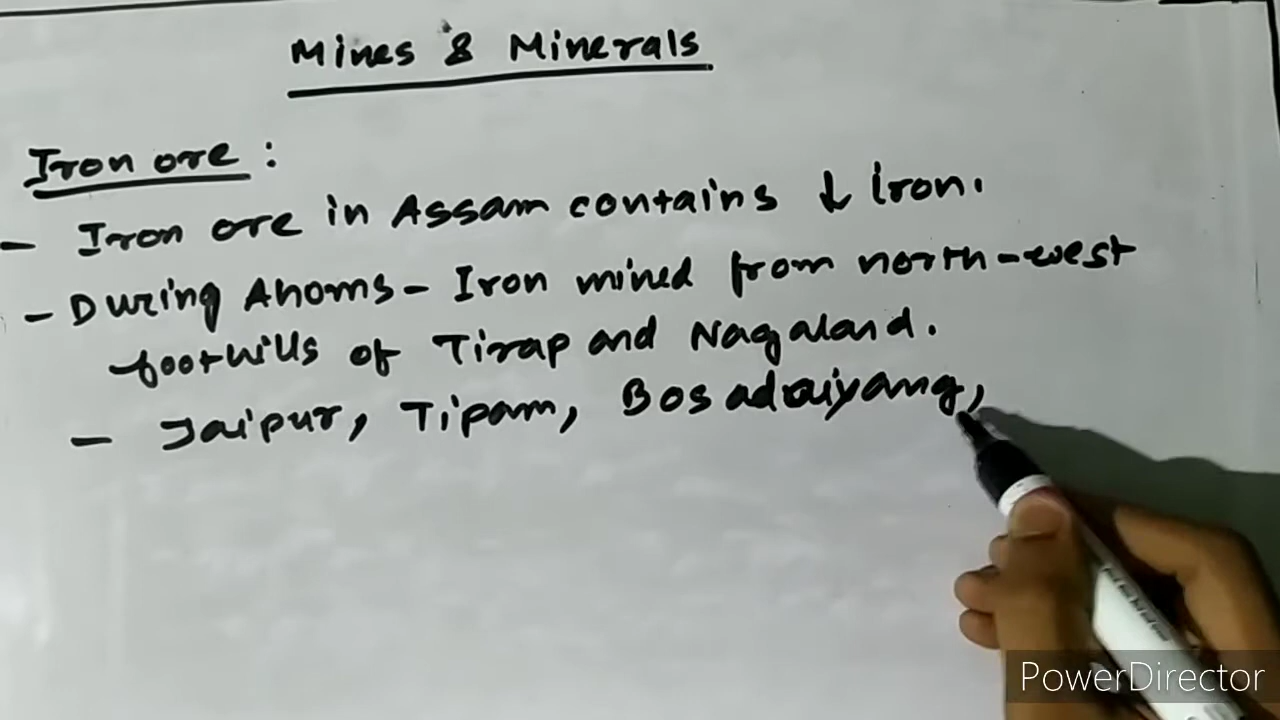 Mines & Minerals
Iron ore :
- Iron ore in Assam contains ↓ iron.
- During Ahoms - Iron mined from north-west
foothills of Tirap and Nagaland.
- Jaipur, Tipam, Bosadoiyang,
PowerDirector